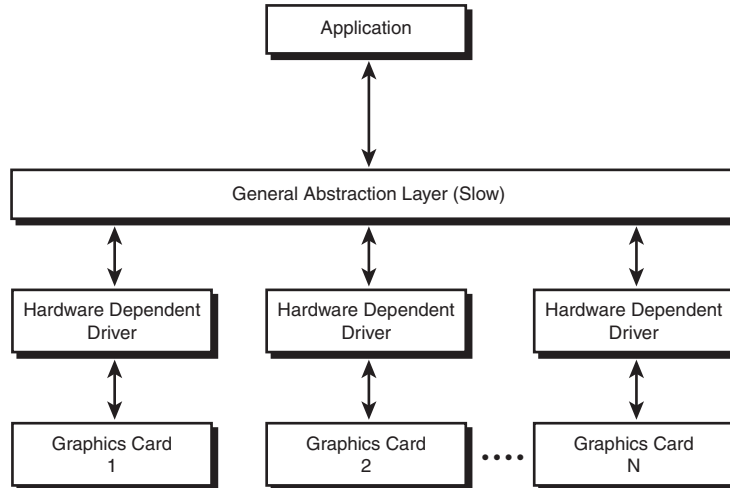 Application
General Abstraction Layer (Slow)
Hardware Dependent
Driver
Hardware Dependent
Driver
Hardware Dependent
Driver
Graphics Card
1
Graphics Card
2
Graphics Card
N